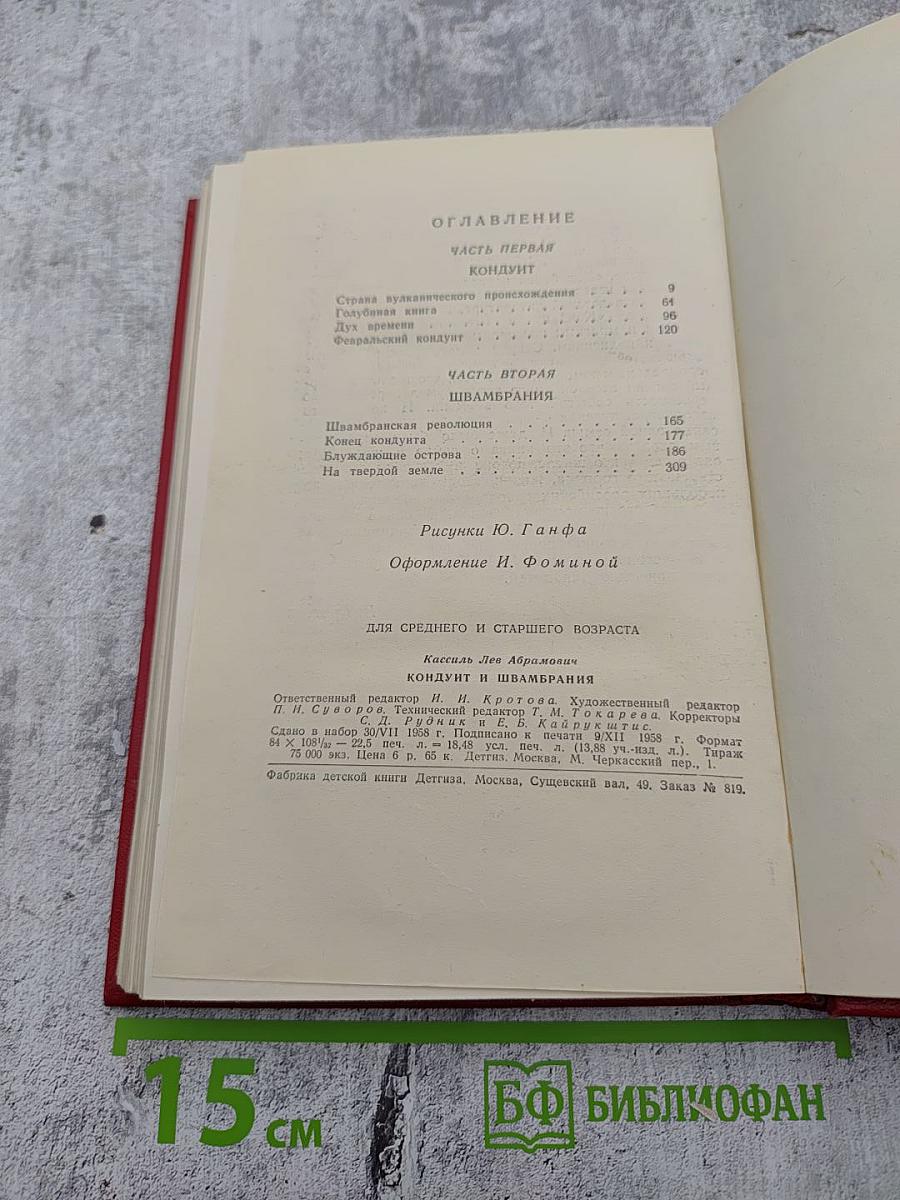 ОГЛАВЛЕНИЕ
ЧАСТЬ ПЕРВАЯ
КОНДУИТ
Страна вулканического происхождения . . . . . 9
Голубиная книга . . . . . . . . . . . . 61
Дух времени . . . . . . . . . . . . . 96
Февральский кондуит . . . . . . . . . . 120
ЧАСТЬ ВТОРАЯ
ШВАМБРАНИЯ
Швамбранская революция . . . . . . . . . 165
Конец кондуита . . . . . . . . . . . . 177
Блуждающие острова . . . . . . . . . . 186
На твердой земле . . . . . . . . . . . . 309
Рисунки Ю. Ганфа
Оформление И. Фоминой
ДЛЯ СРЕДНЕГО И СТАРШЕГО ВОЗРАСТА
Кассиль Лев Абрамович
КОНДУИТ И ШВАМБРАНИЯ
Ответственный редактор И. И. Кротова. Художественный редактор
П. И. Суворов. Технический редактор Т. М. Токарева. Корректоры
С. Д. Рудник и Е. Б. Кайрукштис.
Сдано в набор 30/VII 1958 г. Подписано к печати 9/XII 1958 г. Формат
84 × 108¹/₃₂ — 22,5 печ. л. = 18,48 усл. печ. л. (13,88 уч.-изд. л.). Тираж
75 000 экз. Цена 6 р. 65 к. Детгиз. Москва, М. Черкасский пер., 1.
Фабрика детской книги Детгиза. Москва, Сущевский вал, 49. Заказ № 819.
15 см
БФ БИБЛИОФАН